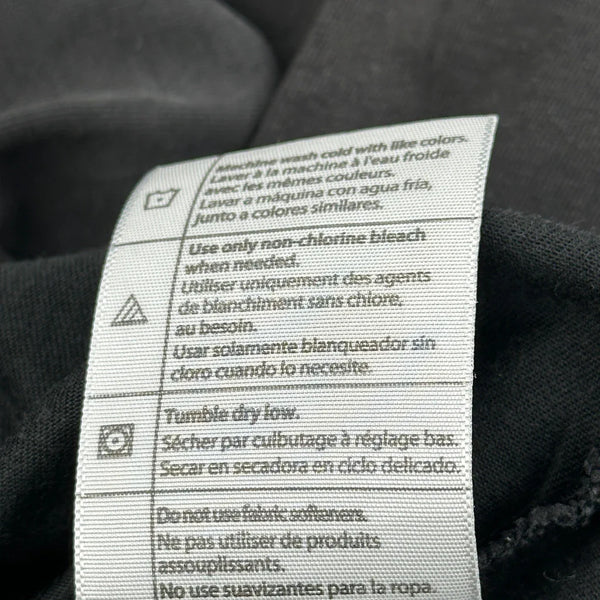 Machine wash cold with like colors.
Laver à la machine à l'eau froide
avec les mêmes couleurs.
Lavar a máquina con agua fría,
junto a colores similares.
Use only non-chlorine bleach
when needed.
Utiliser uniquement des agents
de blanchiment sans chlore,
au besoin.
Usar solamente blanqueador sin
cloro cuando lo necesite.
Tumble dry low.
Sécher par culbutage à réglage bas.
Secar en secadora en ciclo delicado.
Do not use fabric softeners.
Ne pas utiliser de produits
assouplissants.
No use suavizantes para la ropa.